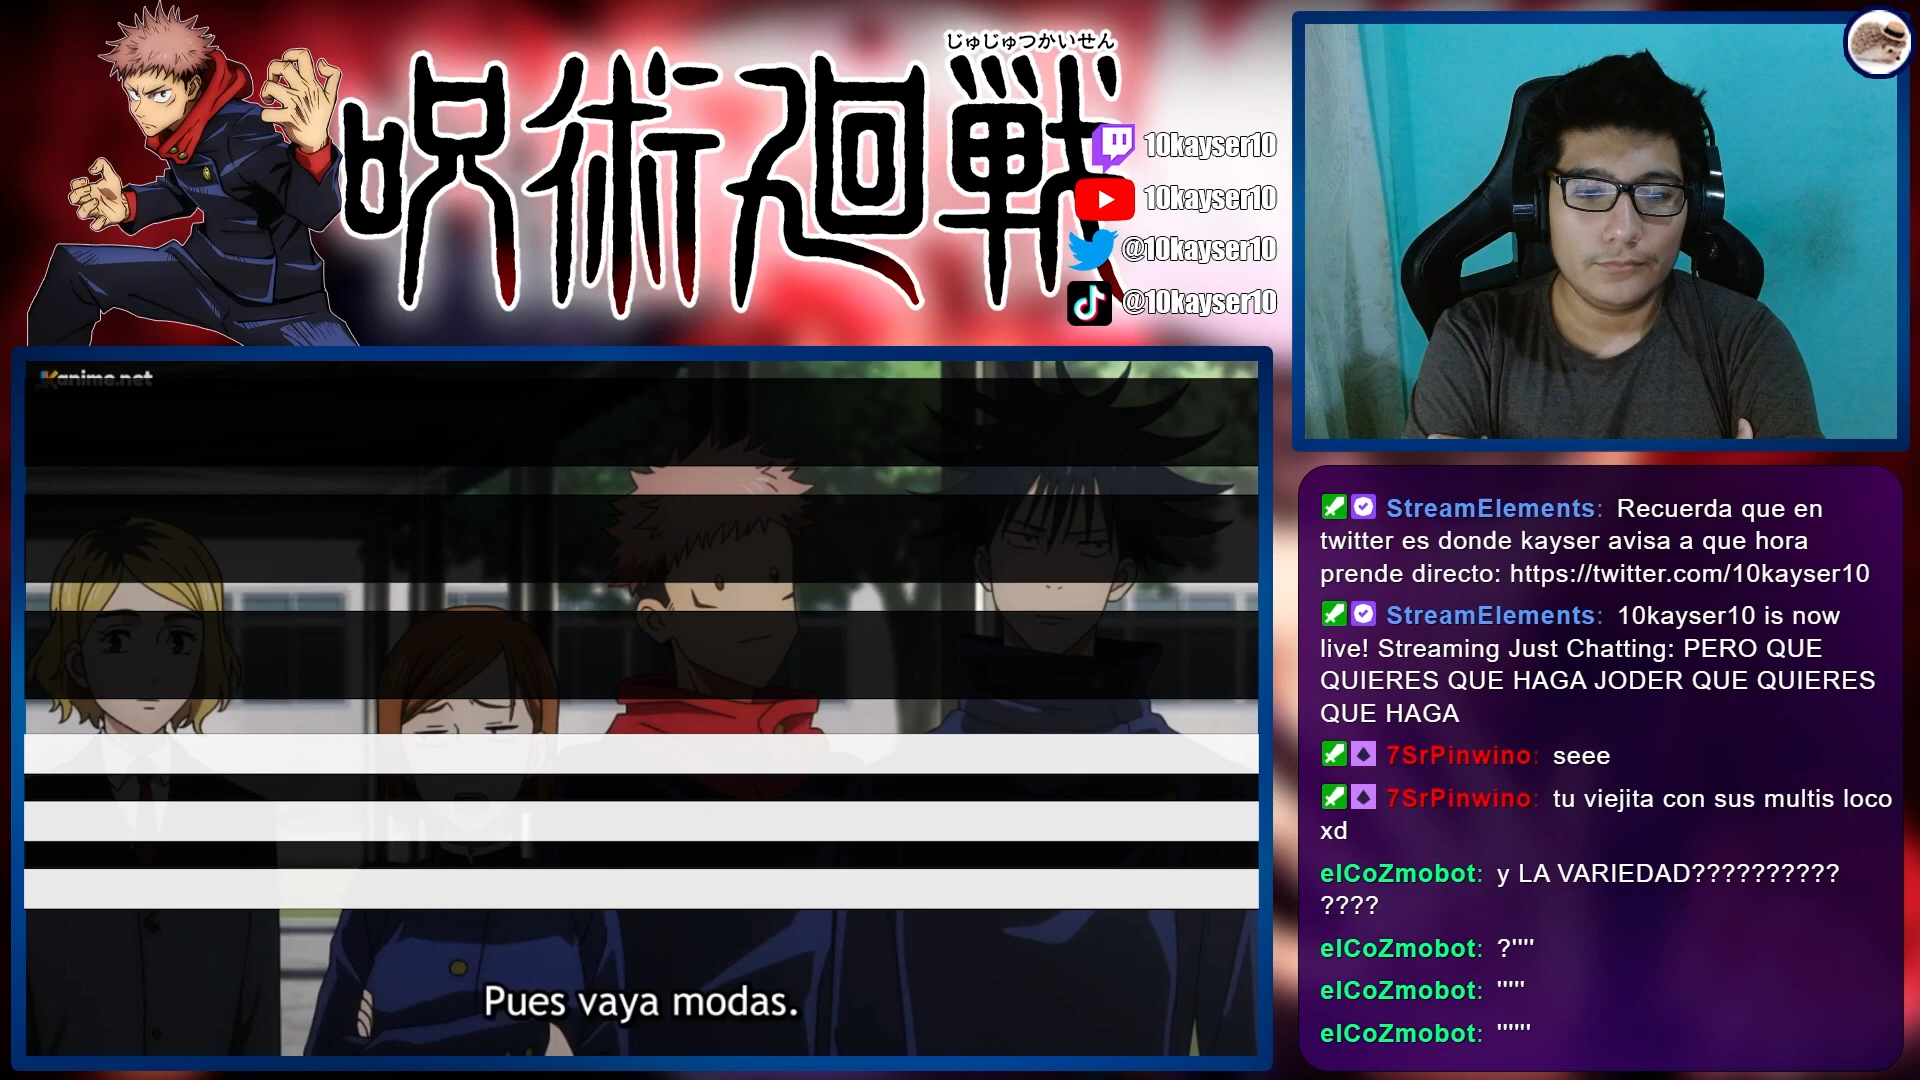 じゅじゅつかいせん
呪術廻戦
10kayser10
10kayser10
@10kayser10
@10kayser10
Kanime.net
Pues vaya modas.
StreamElements: Recuerda que en
twitter es donde kayser avisa a que hora
prende directo: https://twitter.com/10kayser10
StreamElements: 10kayser10 is now
live! Streaming Just Chatting: PERO QUE
QUIERES QUE HAGA JODER QUE QUIERES
QUE HAGA
7SrPinwino: seee
7SrPinwino: tu viejita con sus multis loco
xd
elCoZmobot: y LA VARIEDAD??????????
????
elCoZmobot: ?''''
elCoZmobot: '''''
elCoZmobot: ''''''